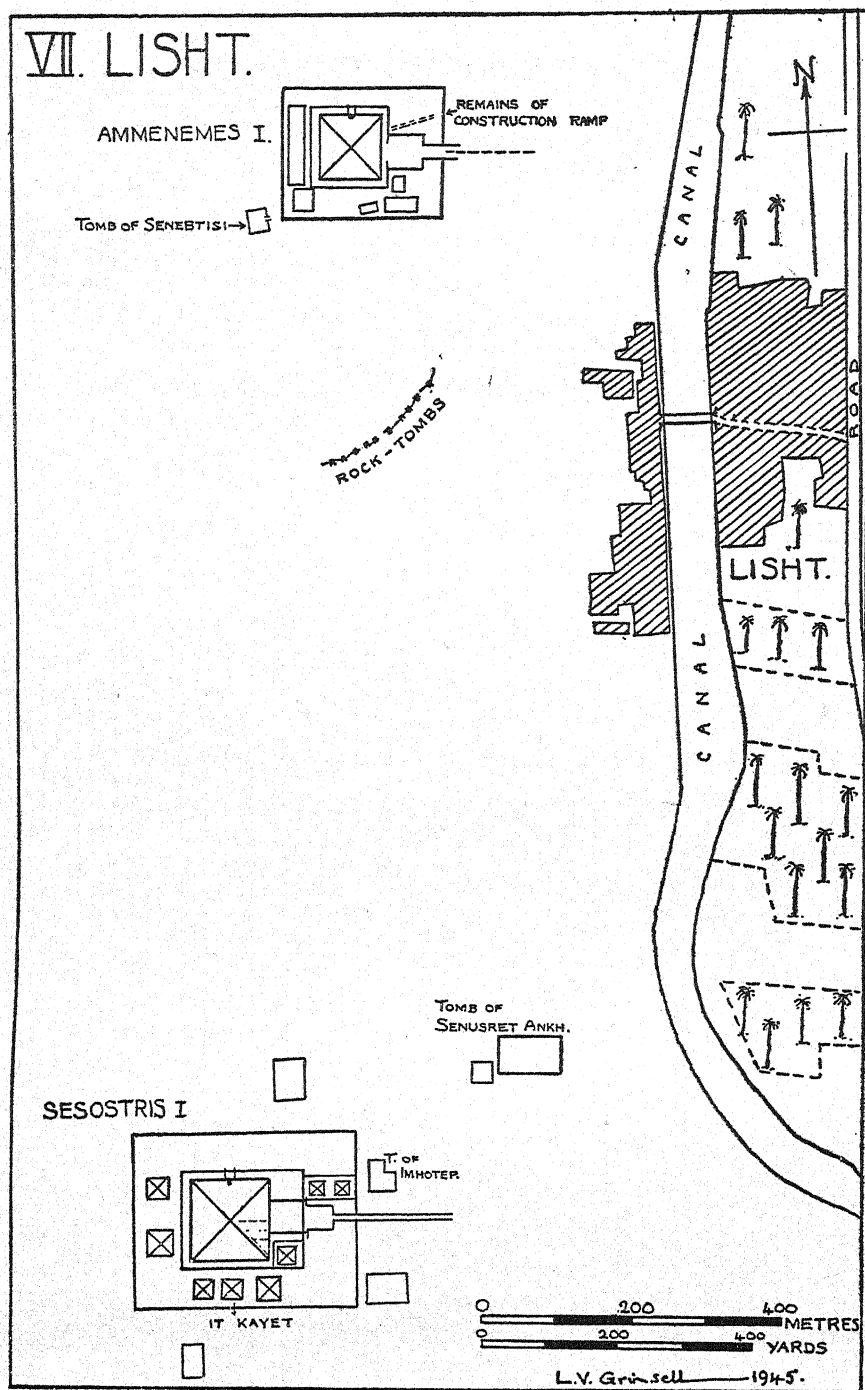 VII. LISHT.
AMMENEMES I.
REMAINS OF
CONSTRUCTION RAMP
TOMB OF SENEBTISI
N
CANAL
ROAD
ROCK-TOMBS
LISHT.
CANAL
TOMB OF
SENUSRET ANKH.
SESOSTRIS I
T. OF
IMHOTEP.
IT KAYET
0 200 400 METRES
0 200 400 YARDS
L.V. Grinsell 1945.